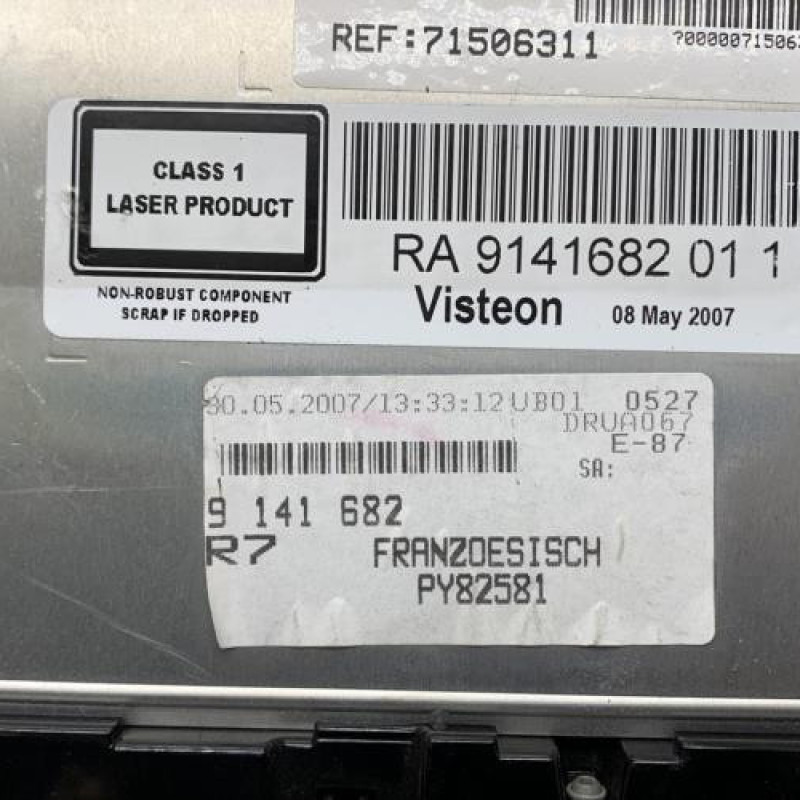 REF:71506311
CLASS 1
LASER PRODUCT
NON-ROBUST COMPONENT
SCRAP IF DROPPED
RA 9141682 01 1
Visteon 08 May 2007
30.05.2007/13:33:12 UB01 0527
DRUA067
E-87
SA:
9 141 682
R7 FRANZOESISCH
PY82581